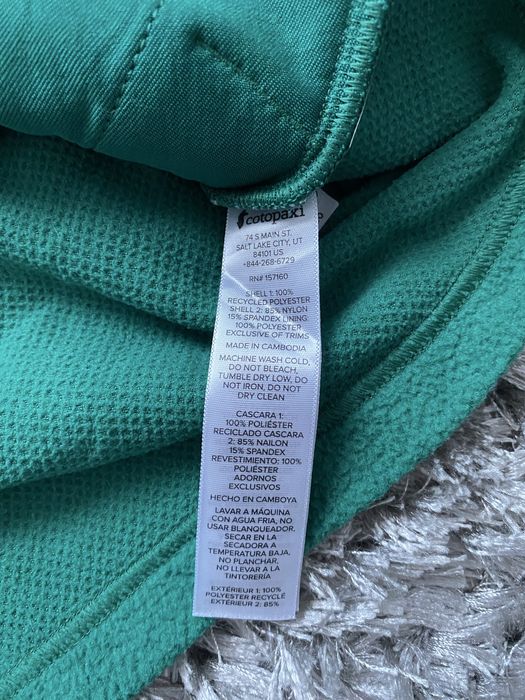 cotopaxi
74 S MAIN ST.
SALT LAKE CITY, UT
84101 US
+844-268-6729
RN# 157160
SHELL 1: 100%
RECYCLED POLYESTER
SHELL 2: 85% NYLON
15% SPANDEX LINING:
100% POLYESTER
EXCLUSIVE OF TRIMS
MADE IN CAMBODIA
MACHINE WASH COLD,
DO NOT BLEACH,
TUMBLE DRY LOW, DO
NOT IRON, DO NOT
DRY CLEAN
CASCARA 1:
100% POLIÉSTER
RECICLADO CASCARA
2: 85% NAILON
15% SPANDEX
REVESTIMIENTO: 100%
POLIÉSTER
ADORNOS
EXCLUSIVOS
HECHO EN CAMBOYA
LAVAR A MÁQUINA
CON AGUA FRIA, NO
USAR BLANQUEADOR,
SECAR EN LA
SECADORA A
TEMPERATURA BAJA,
NO PLANCHAR,
NO LLEVAR A LA
TINTORERÍA
EXTÉRIEUR 1: 100%
POLYESTER RECYCLÉ
EXTÉRIEUR 2: 85%